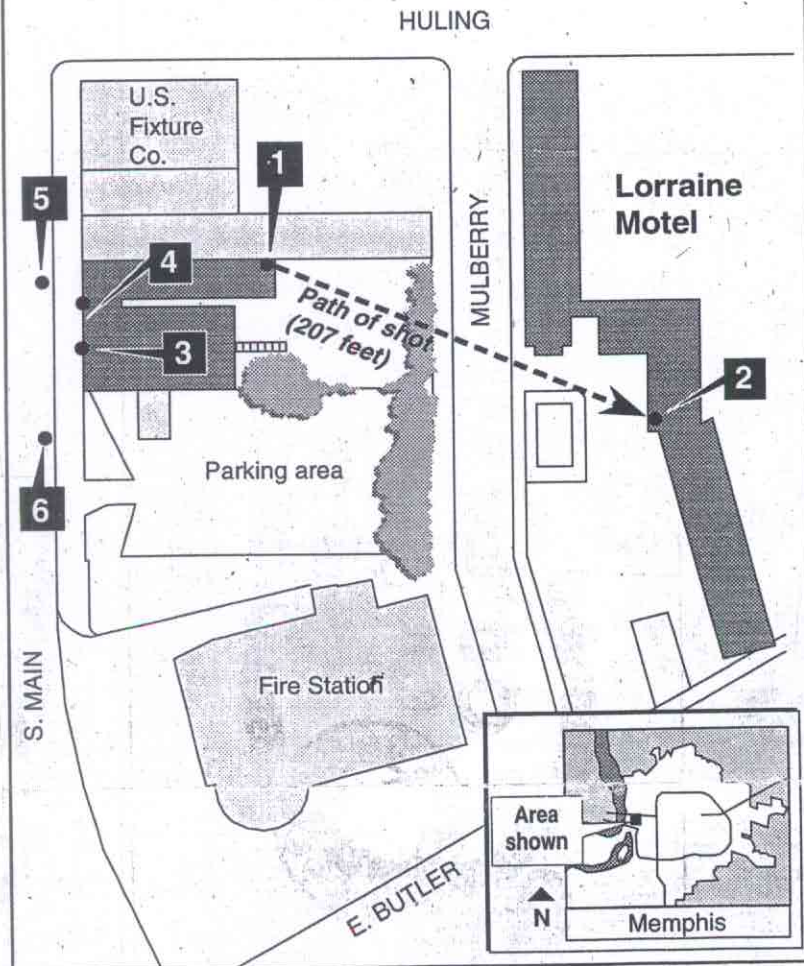 HULING
U.S.
Fixture
Co.
1
5
4
3
Path of shot
(207 feet)
MULBERRY
Lorraine
Motel
2
6
Parking area
S. MAIN
Fire Station
E. BUTLER
Area
shown
N
Memphis